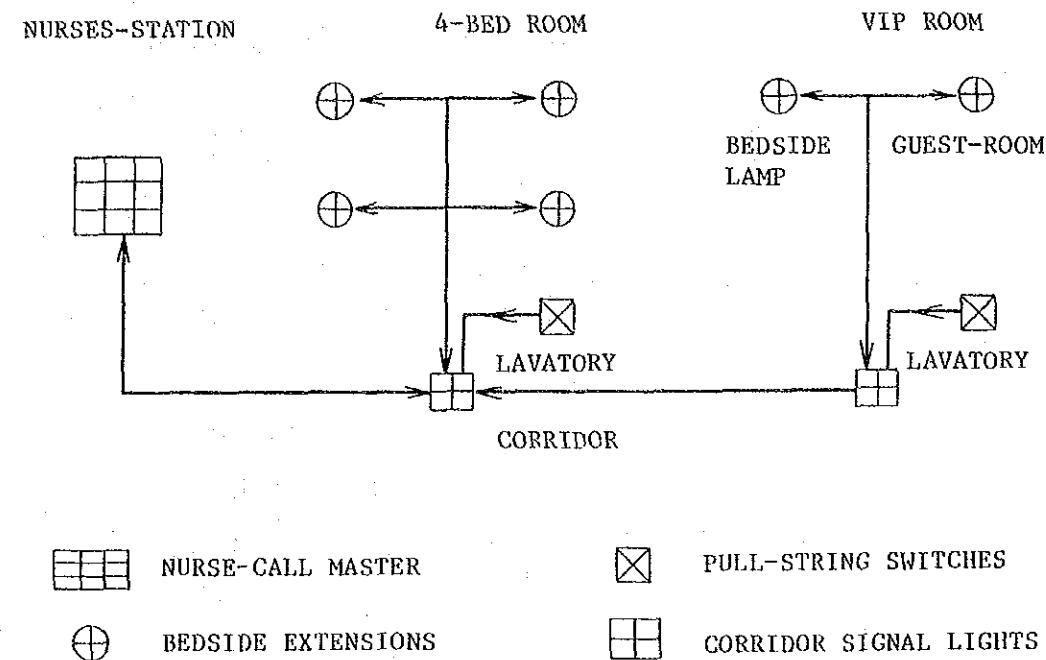 NURSES-STATION
4-BED ROOM
VIP ROOM
BEDSIDE LAMP
GUEST-ROOM
LAVATORY
LAVATORY
CORRIDOR
NURSE-CALL MASTER
PULL-STRING SWITCHES
BEDSIDE EXTENSIONS
CORRIDOR SIGNAL LIGHTS